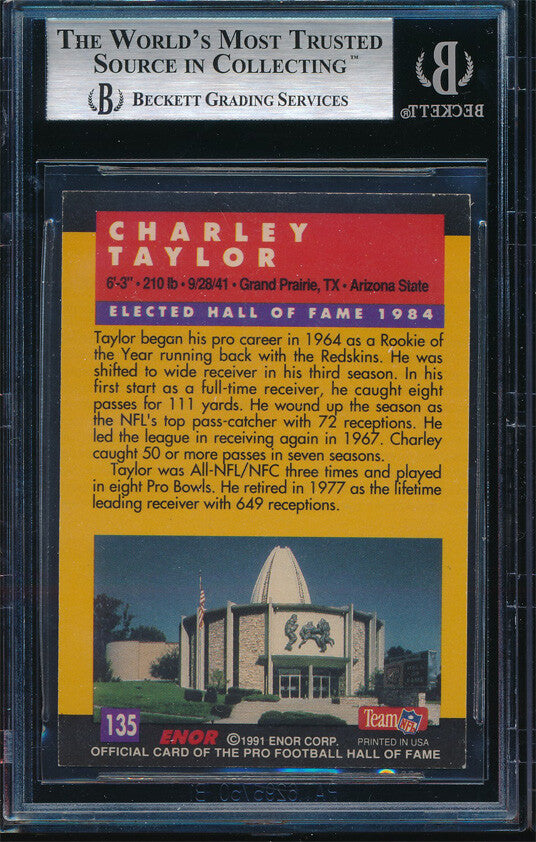 THE WORLD'S MOST TRUSTED
SOURCE IN COLLECTING™
B BECKETT GRADING SERVICES
B
BECKETT®
CHARLEY
TAYLOR
6'-3" • 210 lb • 9/28/41 • Grand Prairie, TX • Arizona State
ELECTED HALL OF FAME 1984
Taylor began his pro career in 1964 as a Rookie of
the Year running back with the Redskins. He was
shifted to wide receiver in his third season. In his
first start as a full-time receiver, he caught eight
passes for 111 yards. He wound up the season as
the NFL's top pass-catcher with 72 receptions. He
led the league in receiving again in 1967. Charley
caught 50 or more passes in seven seasons.
Taylor was All-NFL/NFC three times and played
in eight Pro Bowls. He retired in 1977 as the lifetime
leading receiver with 649 receptions.
135
ENOR ©1991 ENOR CORP.
Team NFL
PRINTED IN USA
OFFICIAL CARD OF THE PRO FOOTBALL HALL OF FAME